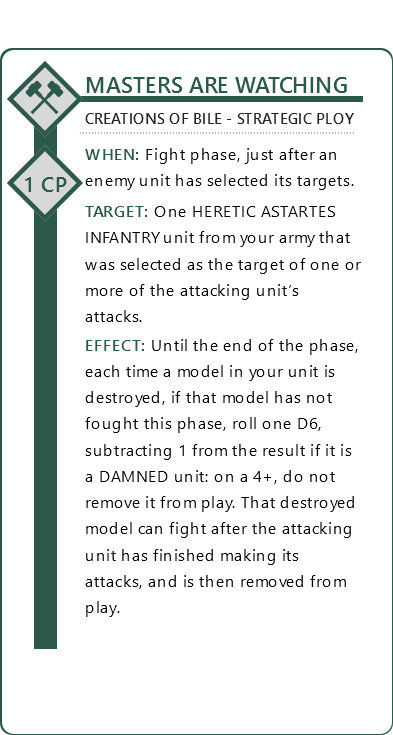 MASTERS ARE WATCHING
CREATIONS OF BILE - STRATEGIC PLOY
1 CP
WHEN: Fight phase, just after an
enemy unit has selected its targets.
TARGET: One HERETIC ASTARTES
INFANTRY unit from your army that
was selected as the target of one or
more of the attacking unit's
attacks.
EFFECT: Until the end of the phase,
each time a model in your unit is
destroyed, if that model has not
fought this phase, roll one D6,
subtracting 1 from the result if it is
a DAMNED unit: on a 4+, do not
remove it from play. That destroyed
model can fight after the attacking
unit has finished making its
attacks, and is then removed from
play.